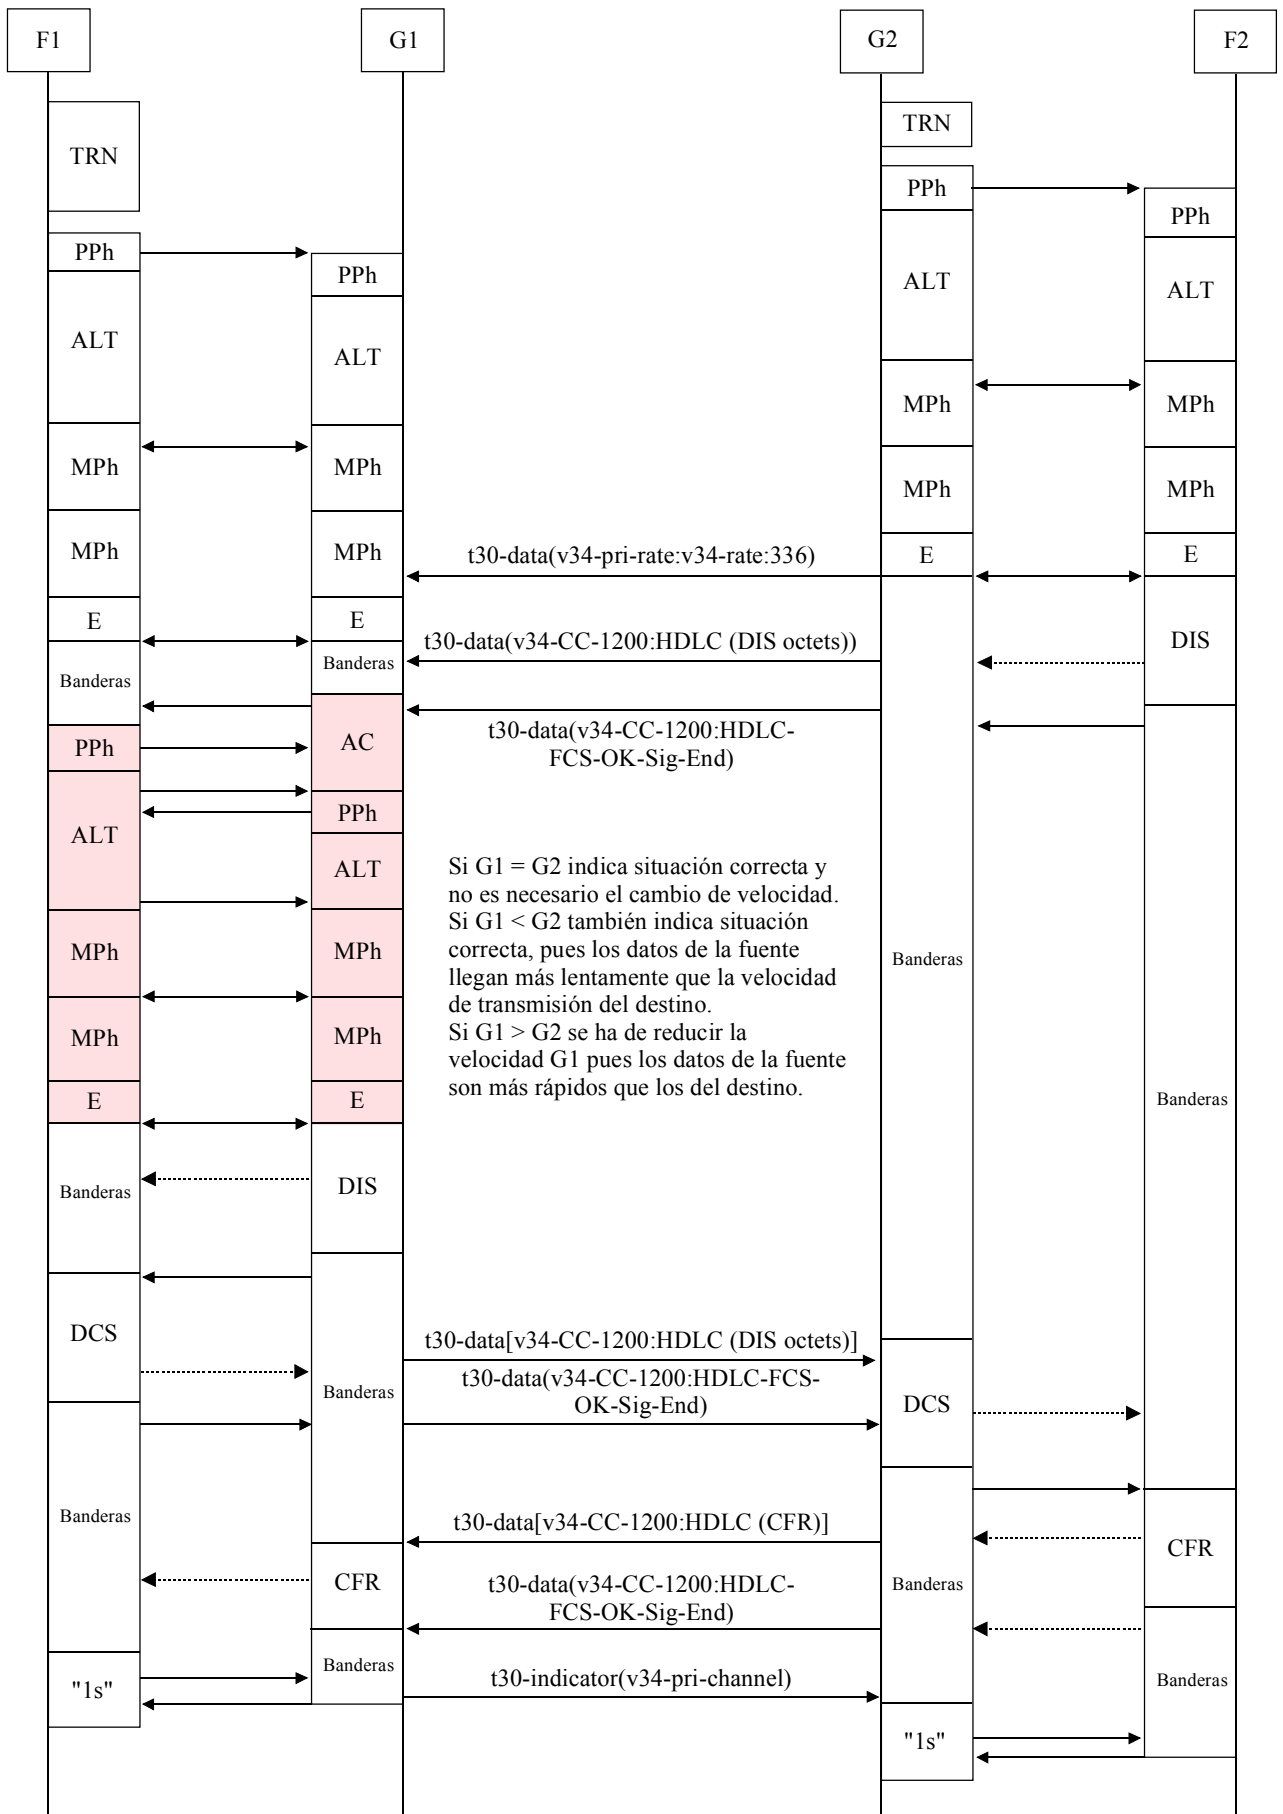 F1
G1
G2
F2
TRN
TRN
PPh
PPh
PPh
PPh
ALT
ALT
ALT
ALT
MPh
MPh
MPh
MPh
MPh
MPh
MPh
MPh
t30-data(v34-pri-rate:v34-rate:336)
E
E
E
E
t30-data(v34-CC-1200:HDLC (DIS octets))
DIS
Banderas
Banderas
t30-data(v34-CC-1200:HDLC-
FCS-OK-Sig-End)
PPh
AC
PPh
ALT
ALT
Si G1 = G2 indica situación correcta y
no es necesario el cambio de velocidad.
Si G1 < G2 también indica situación
correcta, pues los datos de la fuente
llegan más lentamente que la velocidad
de transmisión del destino.
Si G1 > G2 se ha de reducir la
velocidad G1 pues los datos de la fuente
son más rápidos que los del destino.
MPh
MPh
Banderas
MPh
MPh
E
E
Banderas
Banderas
DIS
DCS
t30-data[v34-CC-1200:HDLC (DIS octets)]
t30-data(v34-CC-1200:HDLC-FCS-
OK-Sig-End)
Banderas
DCS
Banderas
t30-data[v34-CC-1200:HDLC (CFR)]
CFR
CFR
t30-data(v34-CC-1200:HDLC-
FCS-OK-Sig-End)
Banderas
Banderas
t30-indicator(v34-pri-channel)
Banderas
"1s"
"1s"